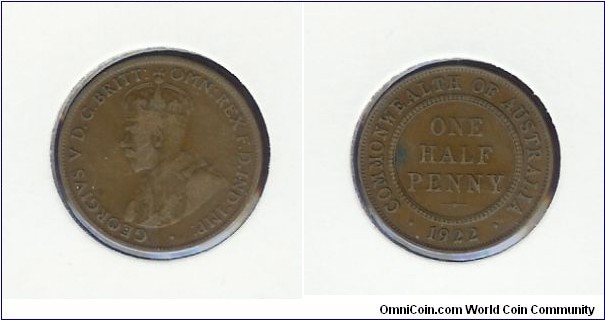 GEORGIVS V D.G. BRITT: OMN: REX F.D. IND: IMP:
COMMONWEALTH OF AUSTRALIA
ONE
HALF
PENNY
1922
OmniCoin.com World Coin Community